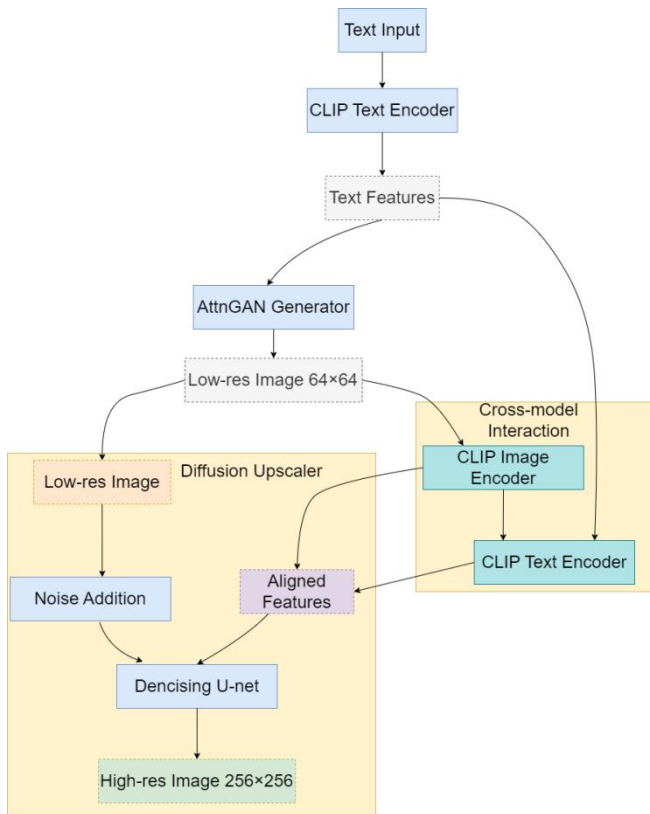 Text Input
CLIP Text Encoder
Text Features
AttnGAN Generator
Low-res Image 64×64
Cross-model
Interaction
CLIP Image
Encoder
CLIP Text Encoder
Diffusion Upscaler
Low-res Image
Noise Addition
Aligned
Features
Dencising U-net
High-res Image 256×256